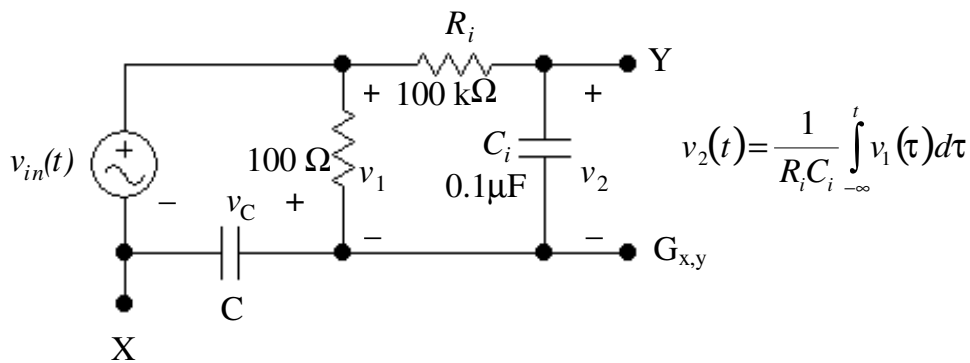 R_i
Y
+ 100 kΩ +
v_in(t) + −
100 Ω v_1
C_i
0.1μF v_2
v_2(t) = 1/(R_i C_i) ∫_{−∞}^{t} v_1(τ)dτ
v_C +
− −
G_x,y
C
X